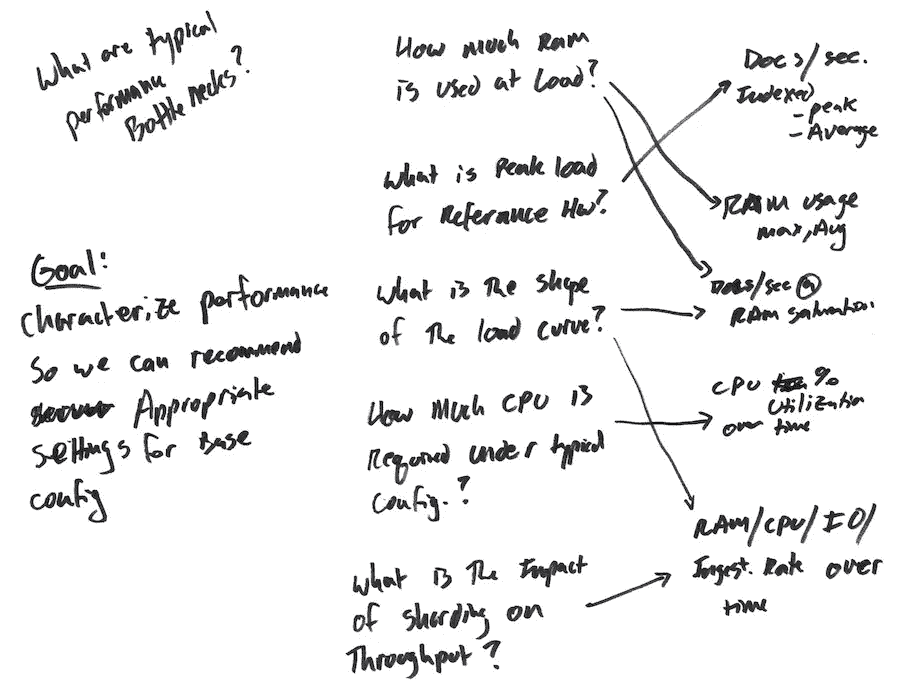 What are typical
performance
Bottlenecks?
Goal:
characterize performance
So we can recommend
Appropriate
settings for Base
config
How much RAM
is used at Load?
What is Peak load
for Referance HW?
What is the shape
of the load curve?
How Much CPU is
Required under typical
config.?
What is the Impact
of sharding on
Throughput?
Docs/sec.
Indexed
- peak
- Average
RAM usage
max, Avg
Docs/sec @
RAM saturation
CPU %
Utilization
over time
RAM/CPU/IO/
Ingest. Rate over
time